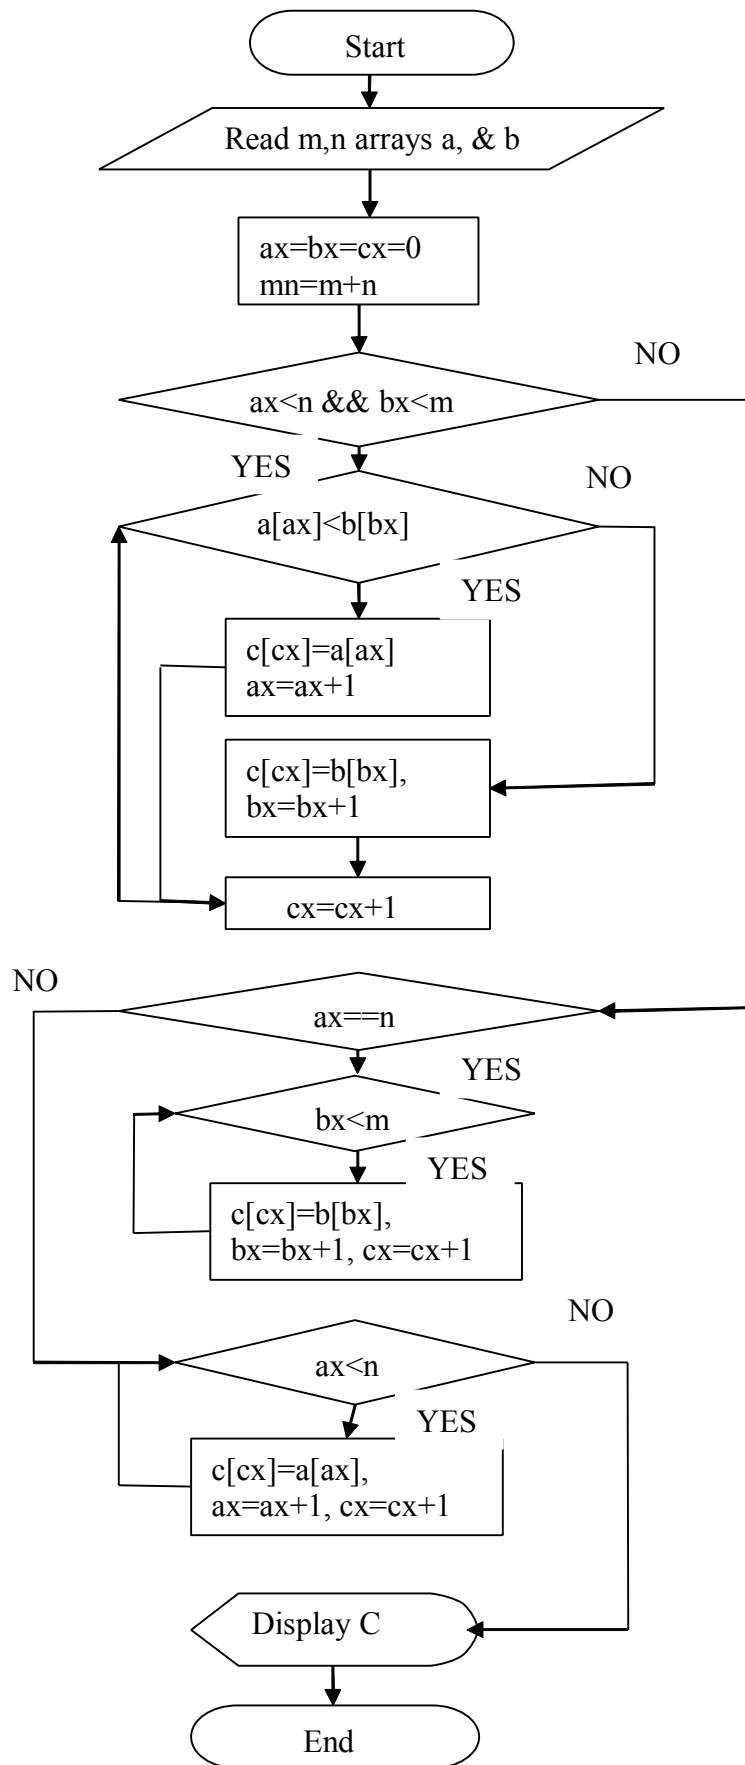 Start
Read m,n arrays a, & b
ax=bx=cx=0
mn=m+n
NO
ax<n && bx<m
YES
NO
a[ax]<b[bx]
YES
c[cx]=a[ax]
ax=ax+1
c[cx]=b[bx],
bx=bx+1
cx=cx+1
NO
ax==n
YES
bx<m
YES
c[cx]=b[bx],
bx=bx+1, cx=cx+1
NO
ax<n
YES
c[cx]=a[ax],
ax=ax+1, cx=cx+1
Display C
End